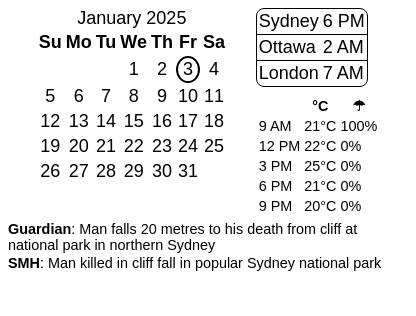 January 2025
Su Mo Tu We Th Fr Sa
1 2 3 4
5 6 7 8 9 10 11
12 13 14 15 16 17 18
19 20 21 22 23 24 25
26 27 28 29 30 31
Sydney 6 PM
Ottawa 2 AM
London 7 AM
°C ☂
9 AM 21°C 100%
12 PM 22°C 0%
3 PM 25°C 0%
6 PM 21°C 0%
9 PM 20°C 0%
Guardian: Man falls 20 metres to his death from cliff at
national park in northern Sydney
SMH: Man killed in cliff fall in popular Sydney national park